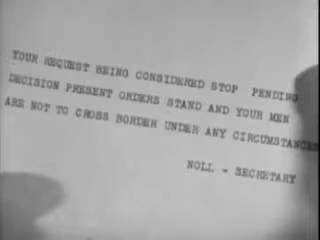 YOUR REQUEST BEING CONSIDERED STOP PENDING
DECISION PRESENT ORDERS STAND AND YOUR MEN
ARE NOT TO CROSS BORDER UNDER ANY CIRCUMSTANCES
NOLL - SECRETARY